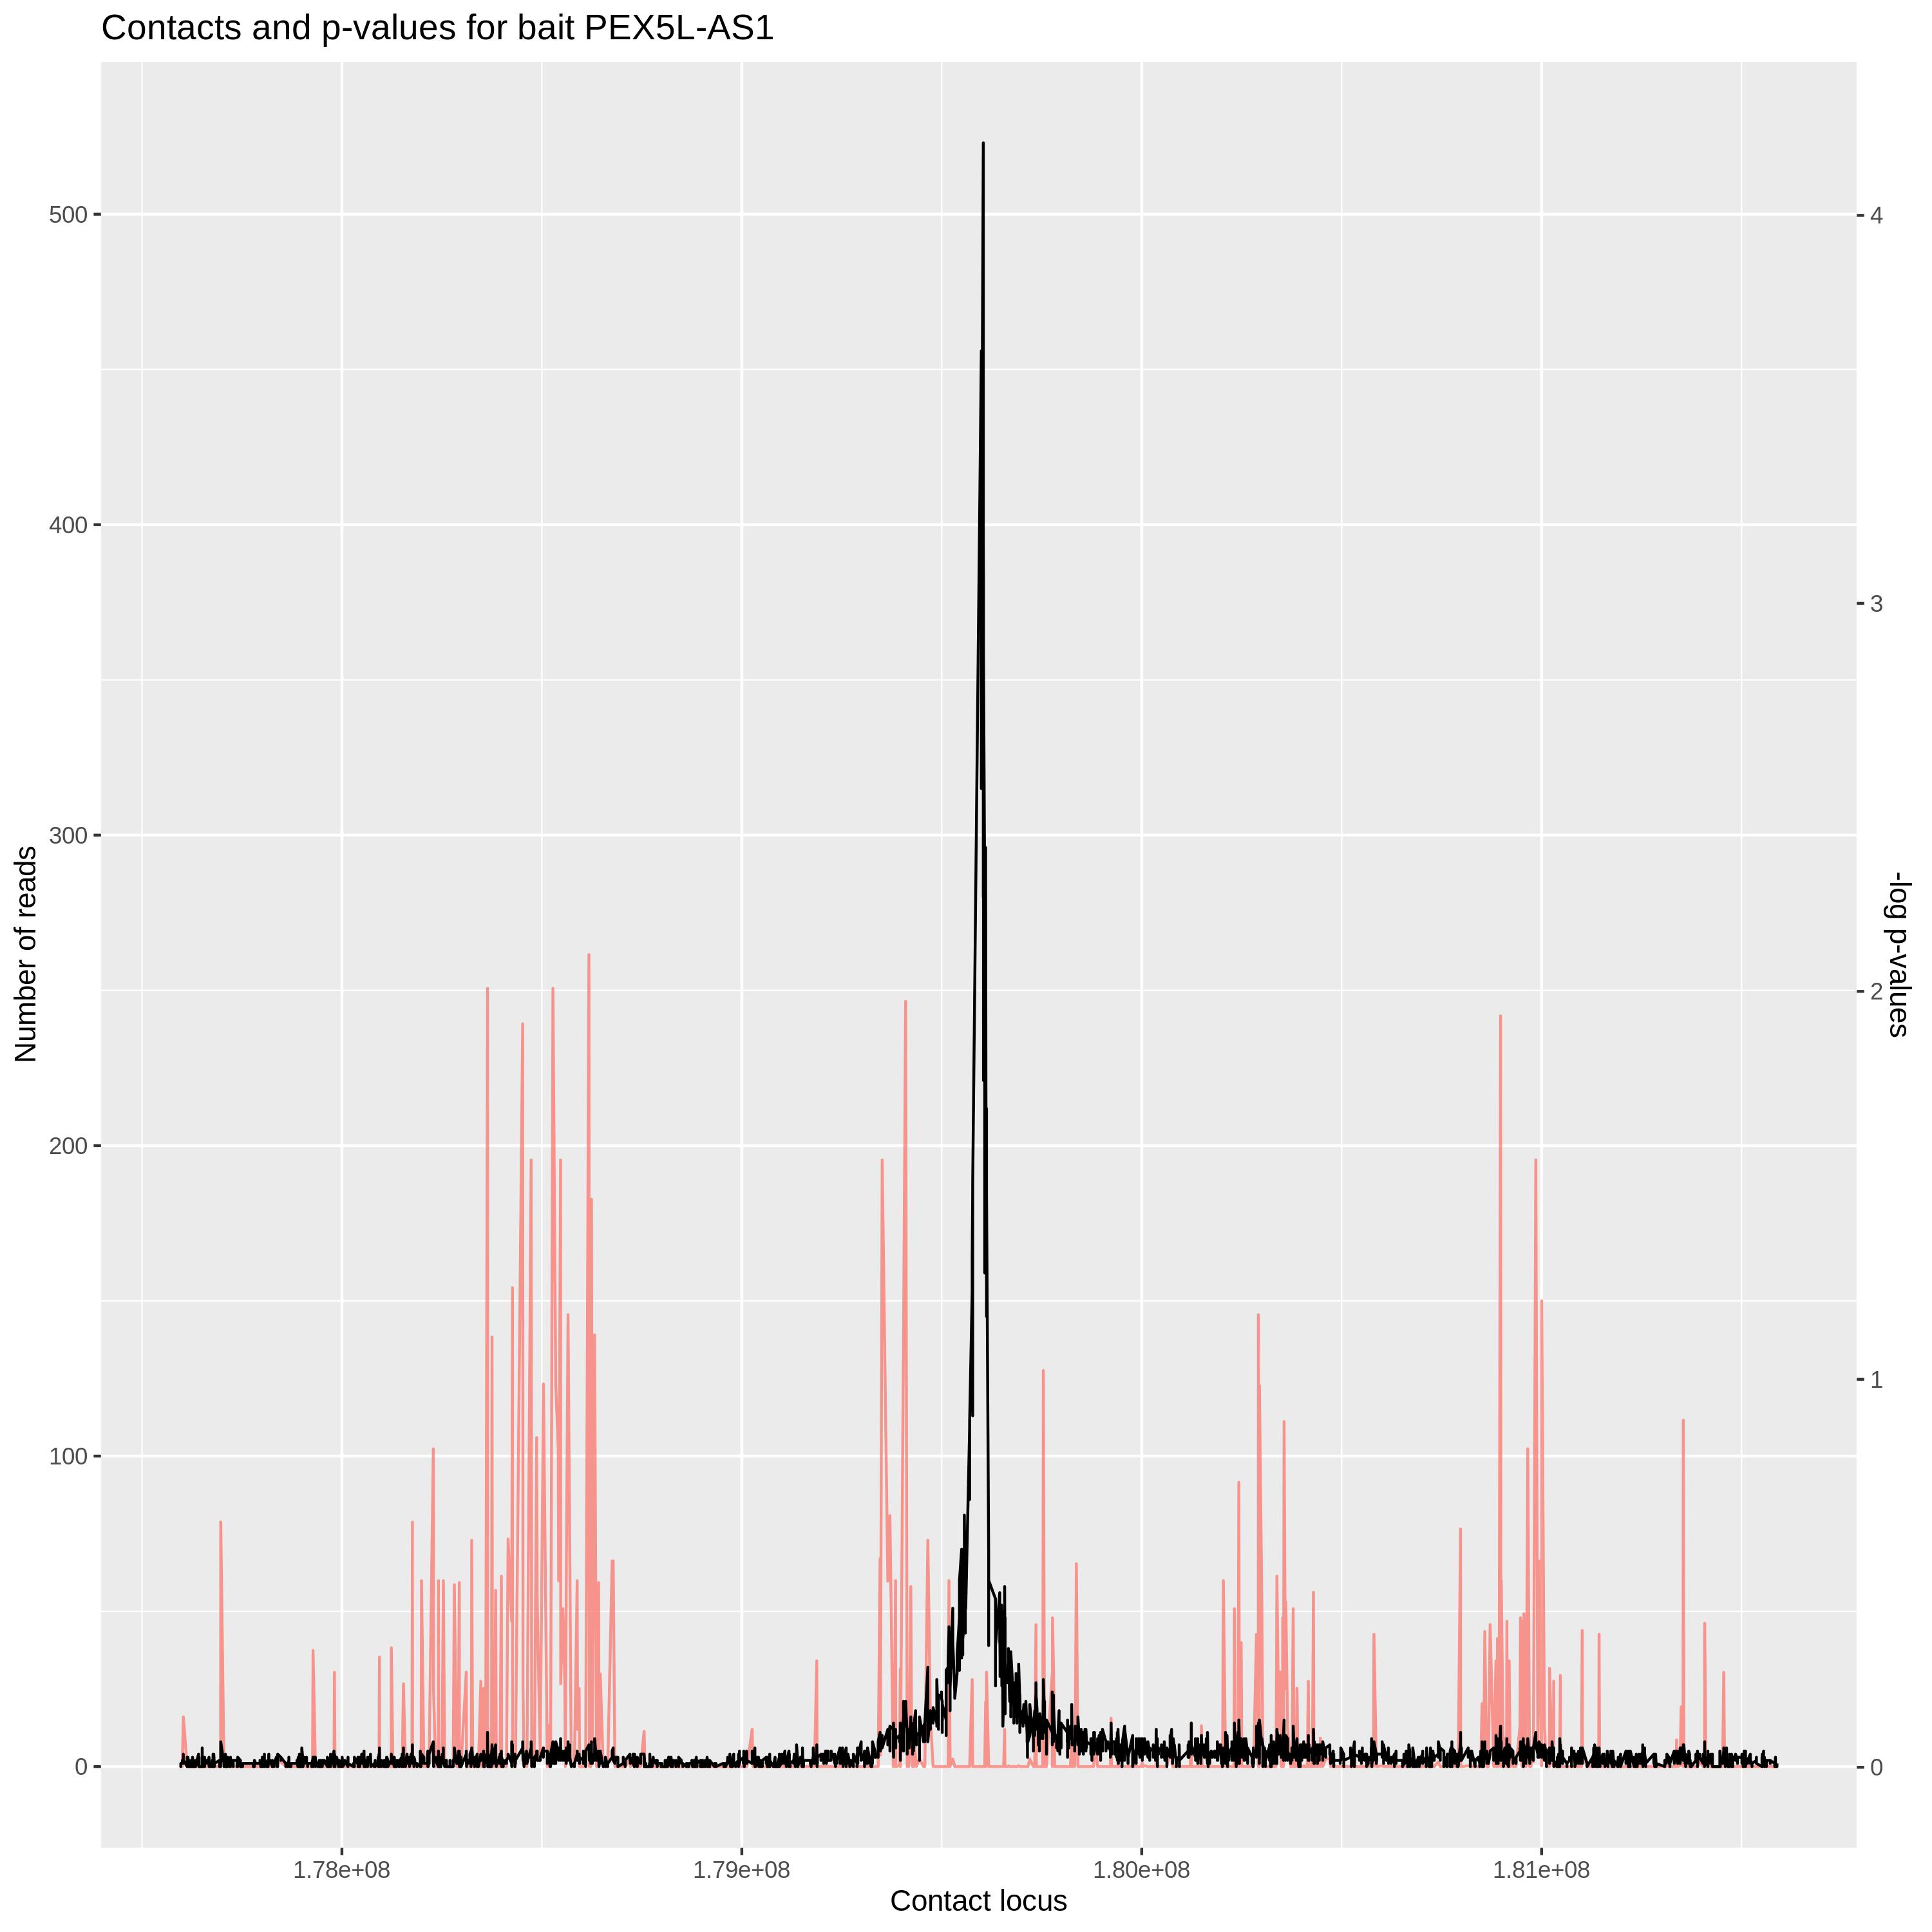 Contacts and p-values for bait PEX5L-AS1
Number of reads
500
400
300
200
100
0
4
3
2
1
0
-log p-values
1.78e+08
1.79e+08
1.80e+08
1.81e+08
Contact locus